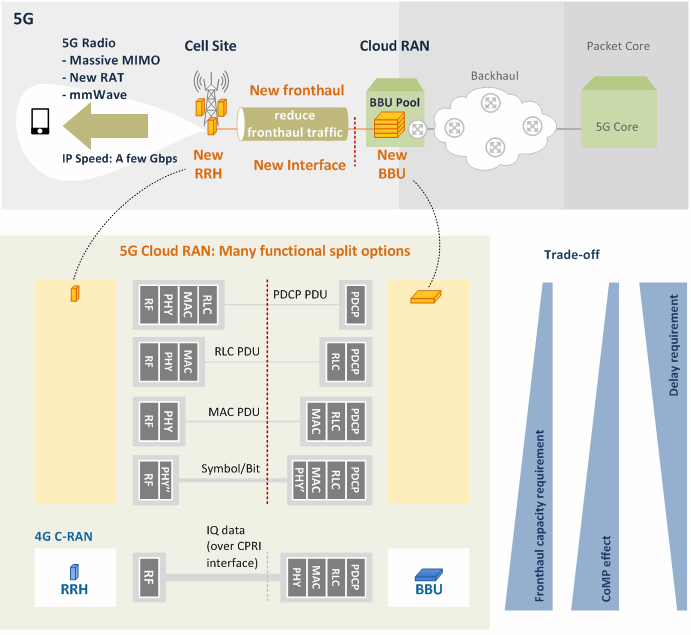 5G
5G Radio
- Massive MIMO
- New RAT
- mmWave
IP Speed: A few Gbps
Cell Site
New
RRH
New fronthaul
reduce
fronthaul traffic
New Interface
Cloud RAN
BBU Pool
New
BBU
Backhaul
Packet Core
5G Core
5G Cloud RAN: Many functional split options
RF PHY MAC RLC
PDCP PDU
PDCP
RF PHY MAC
RLC PDU
RLC PDCP
RF PHY
MAC PDU
MAC RLC PDCP
RF PHY''
Symbol/Bit
PHY' MAC RLC PDCP
4G C-RAN
RRH
RF
IQ data
(over CPRI
interface)
PHY MAC RLC PDCP
BBU
Trade-off
Fronthaul capacity requirement
CoMP effect
Delay requirement